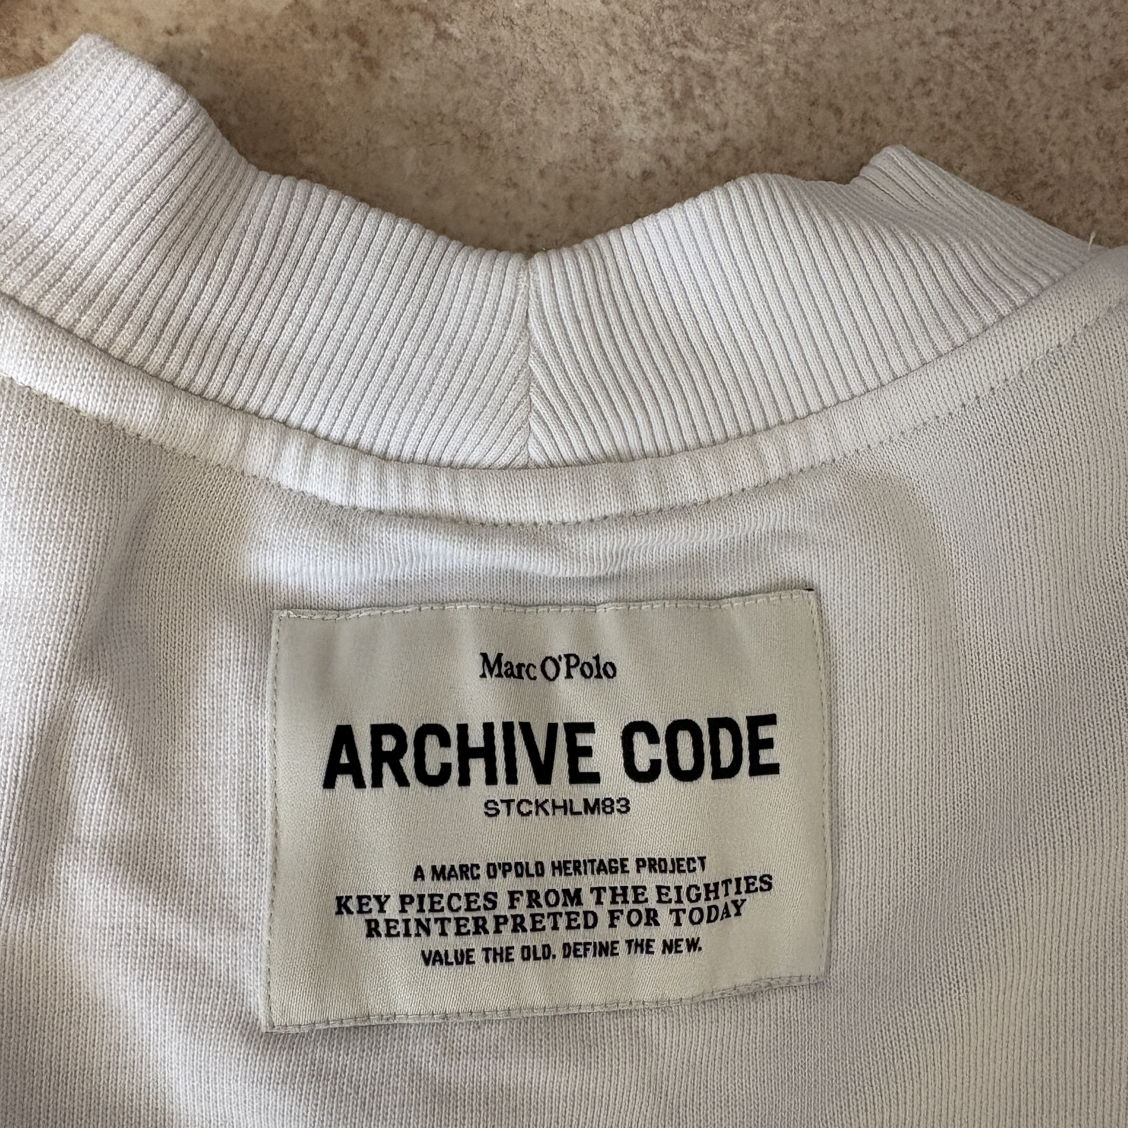 Marc O'Polo
ARCHIVE CODE
STCKHLM83
A MARC O'POLO HERITAGE PROJECT
KEY PIECES FROM THE EIGHTIES
REINTERPRETED FOR TODAY
VALUE THE OLD. DEFINE THE NEW.